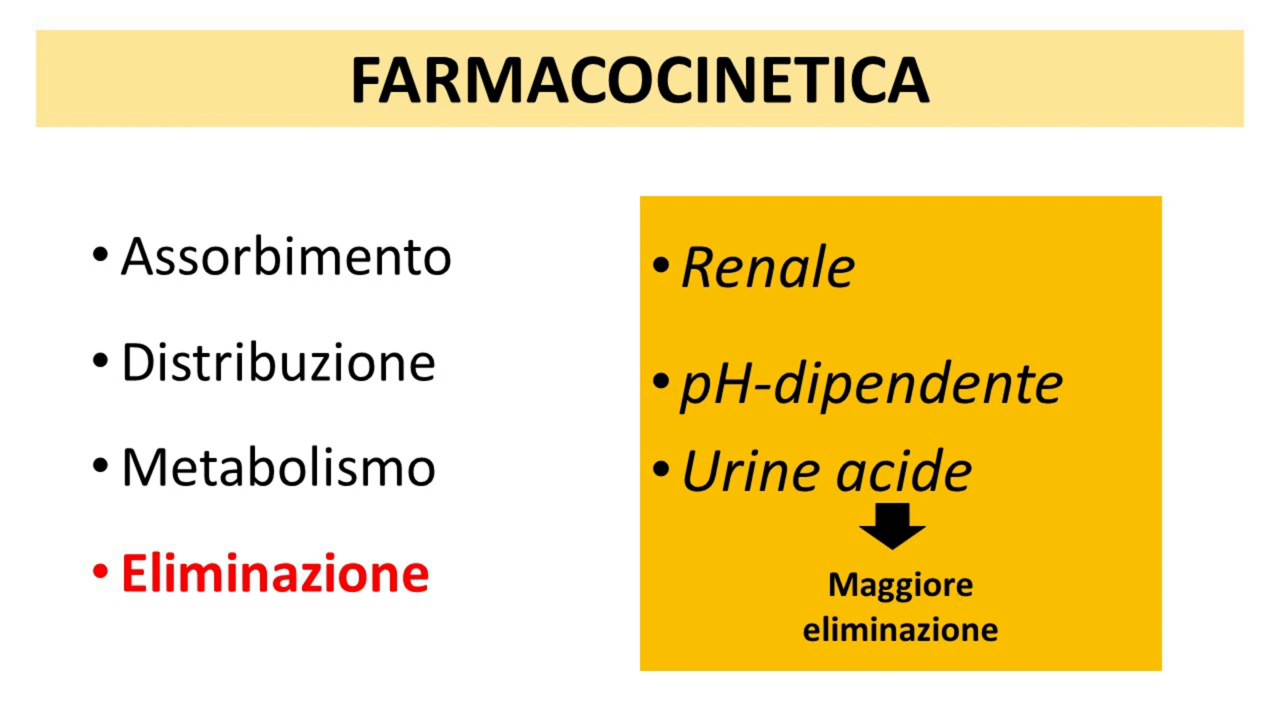 FARMACOCINETICA
• Assorbimento
• Distribuzione
• Metabolismo
• Eliminazione
• Renale
• pH-dipendente
• Urine acide
Maggiore
eliminazione